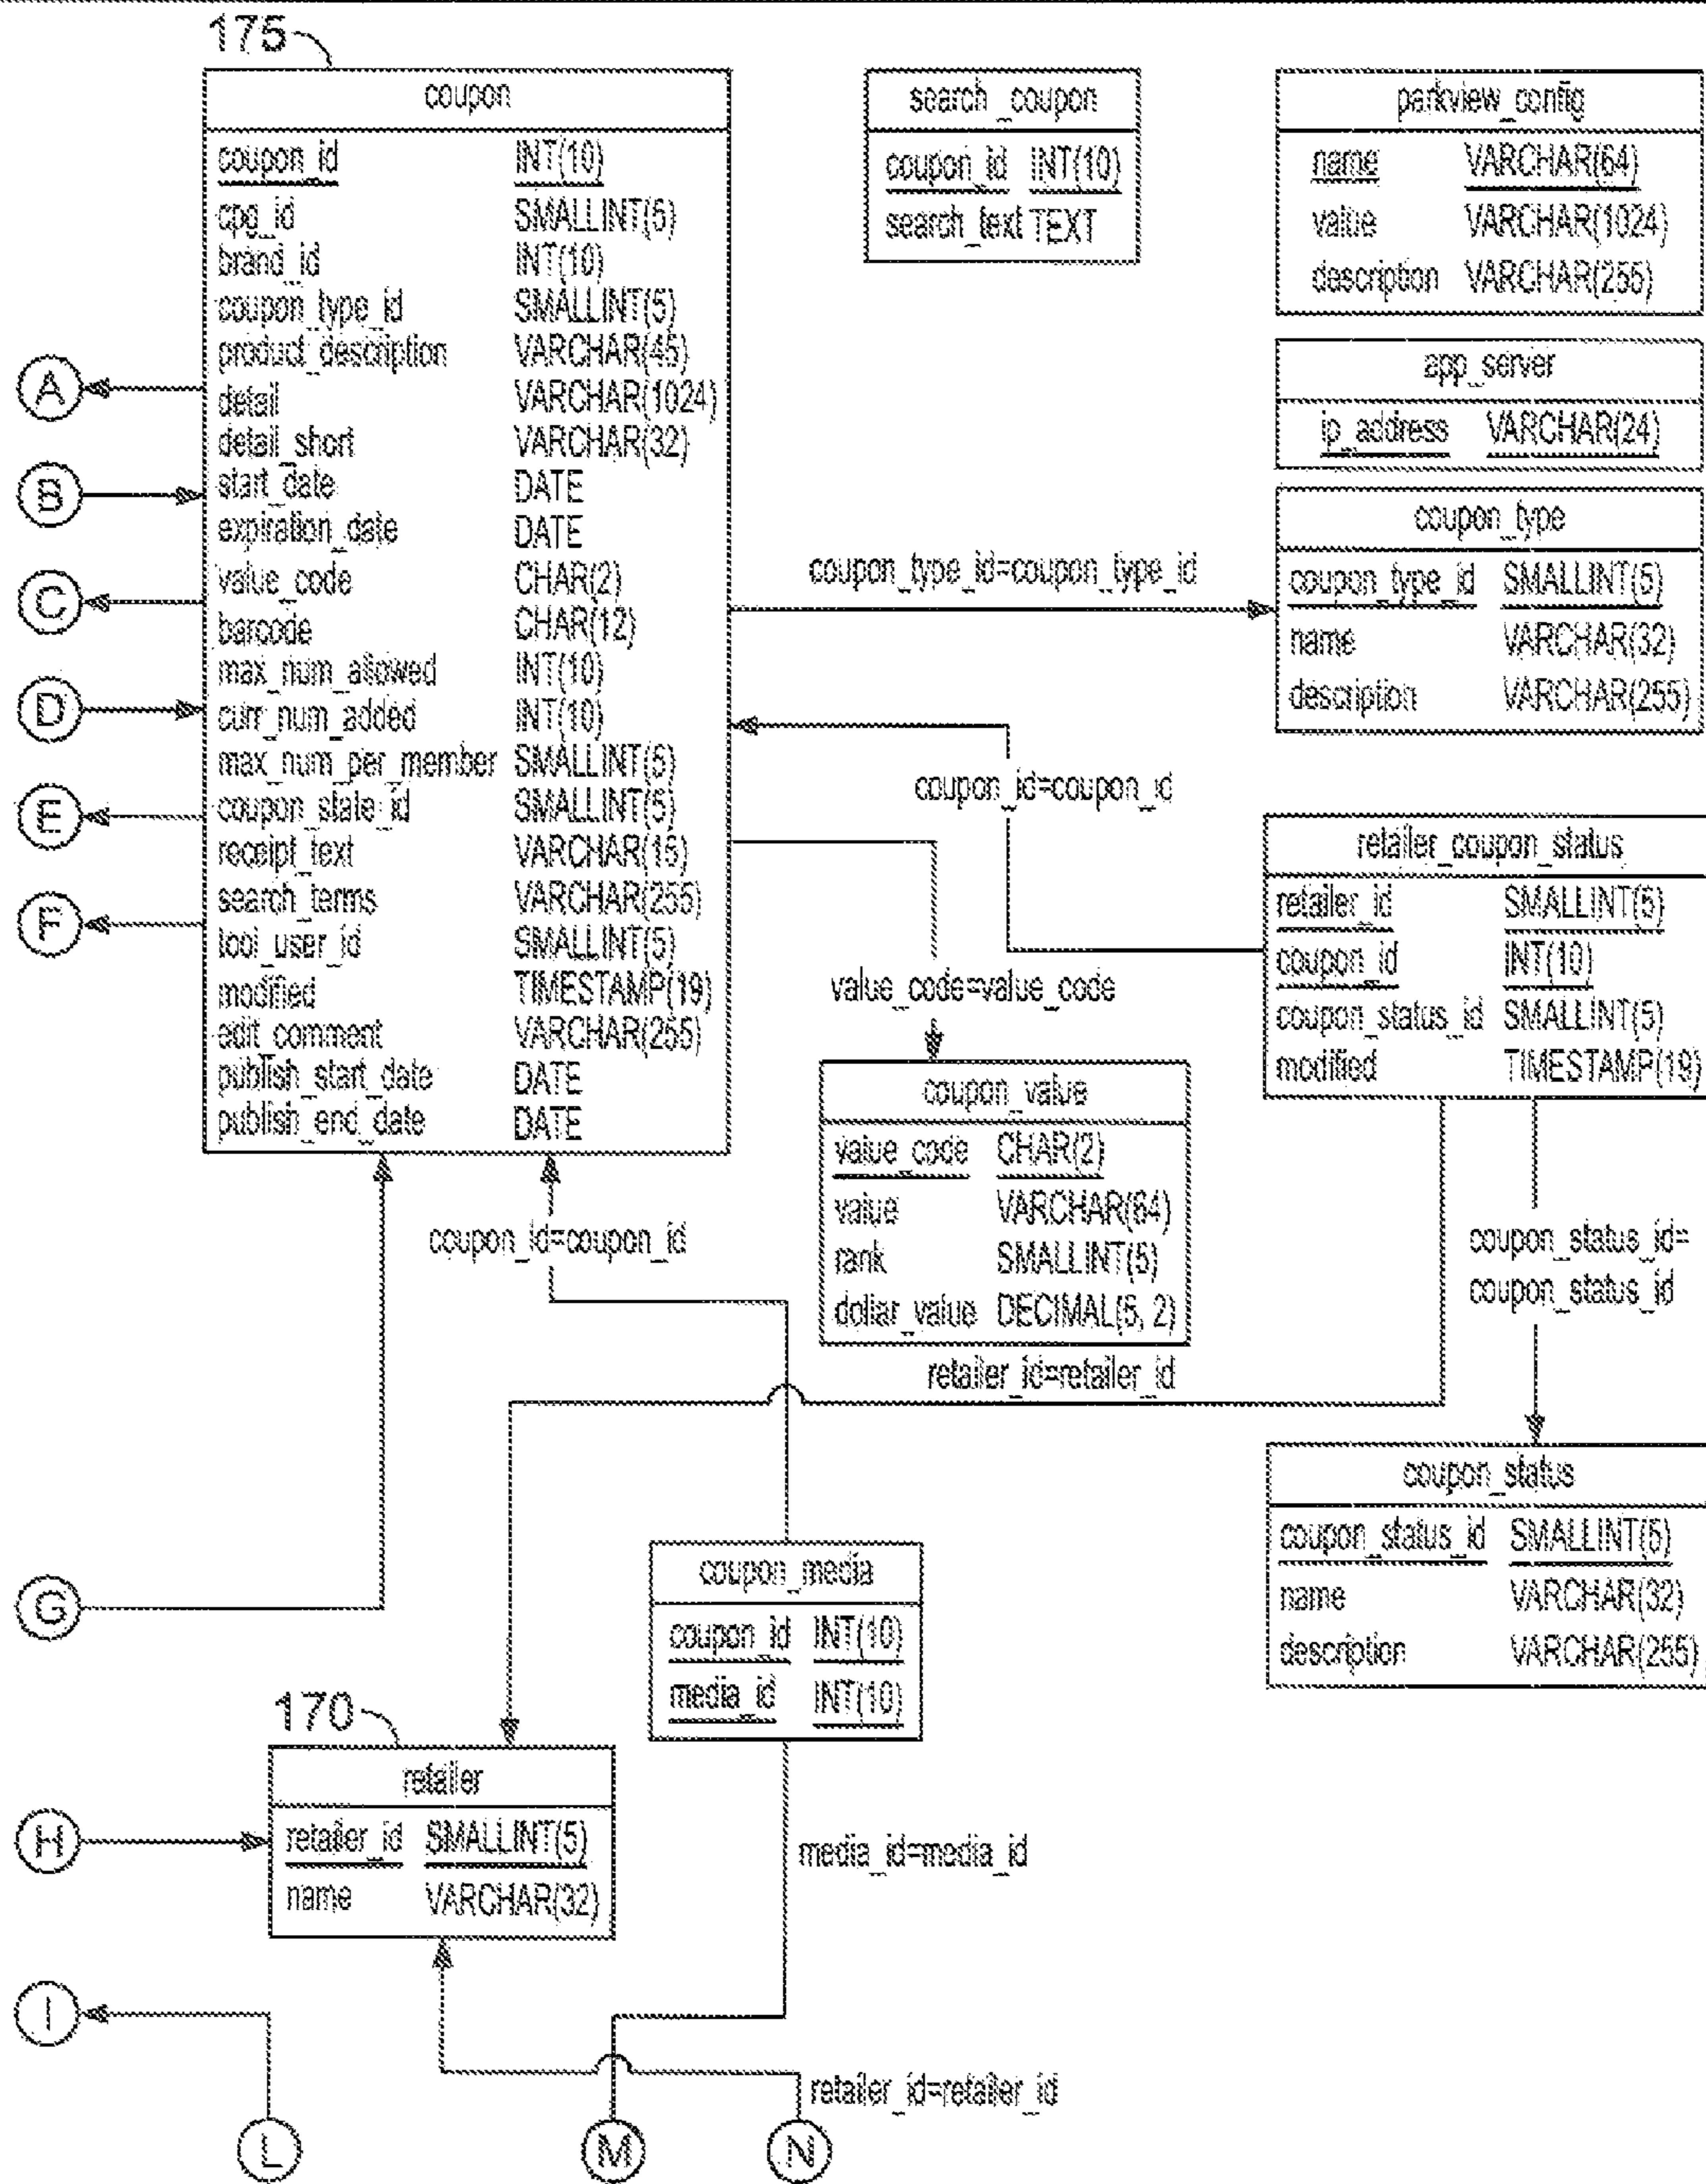 175
coupon
coupon_id INT(10)
cpg_id SMALLINT(5)
brand_id INT(10)
coupon_type_id SMALLINT(5)
product_description VARCHAR(45)
detail VARCHAR(1024)
detail_short VARCHAR(32)
start_date DATE
expiration_date DATE
value_code CHAR(2)
barcode CHAR(12)
max_num_allowed INT(10)
curr_num_added INT(10)
max_num_per_member SMALLINT(5)
coupon_state_id SMALLINT(5)
receipt_text VARCHAR(16)
search_terms VARCHAR(255)
tool_user_id SMALLINT(5)
modified TIMESTAMP(19)
edit_comment VARCHAR(255)
publish_start_date DATE
publish_end_date DATE
A
B
C
D
E
F
search_coupon
coupon_id INT(10)
search_text TEXT
parkview_config
name VARCHAR(64)
value VARCHAR(1024)
description VARCHAR(255)
app_server
ip_address VARCHAR(24)
coupon_type_id=coupon_type_id
coupon_type
coupon_type_id SMALLINT(5)
name VARCHAR(32)
description VARCHAR(255)
coupon_id=coupon_id
retailer_coupon_status
retailer_id SMALLINT(5)
coupon_id INT(10)
coupon_status_id SMALLINT(5)
modified TIMESTAMP(19)
value_code=value_code
coupon_value
value_code CHAR(2)
value VARCHAR(64)
rank SMALLINT(5)
dollar_value DECIMAL(5, 2)
coupon_id=coupon_id
coupon_status_id=
coupon_status_id
retailer_id=retailer_id
coupon_status
coupon_status_id SMALLINT(5)
name VARCHAR(32)
description VARCHAR(255)
coupon_media
coupon_id INT(10)
media_id INT(10)
G
170
retailer
retailer_id SMALLINT(5)
name VARCHAR(32)
H
media_id=media_id
I
retailer_id=retailer_id
L
M
N